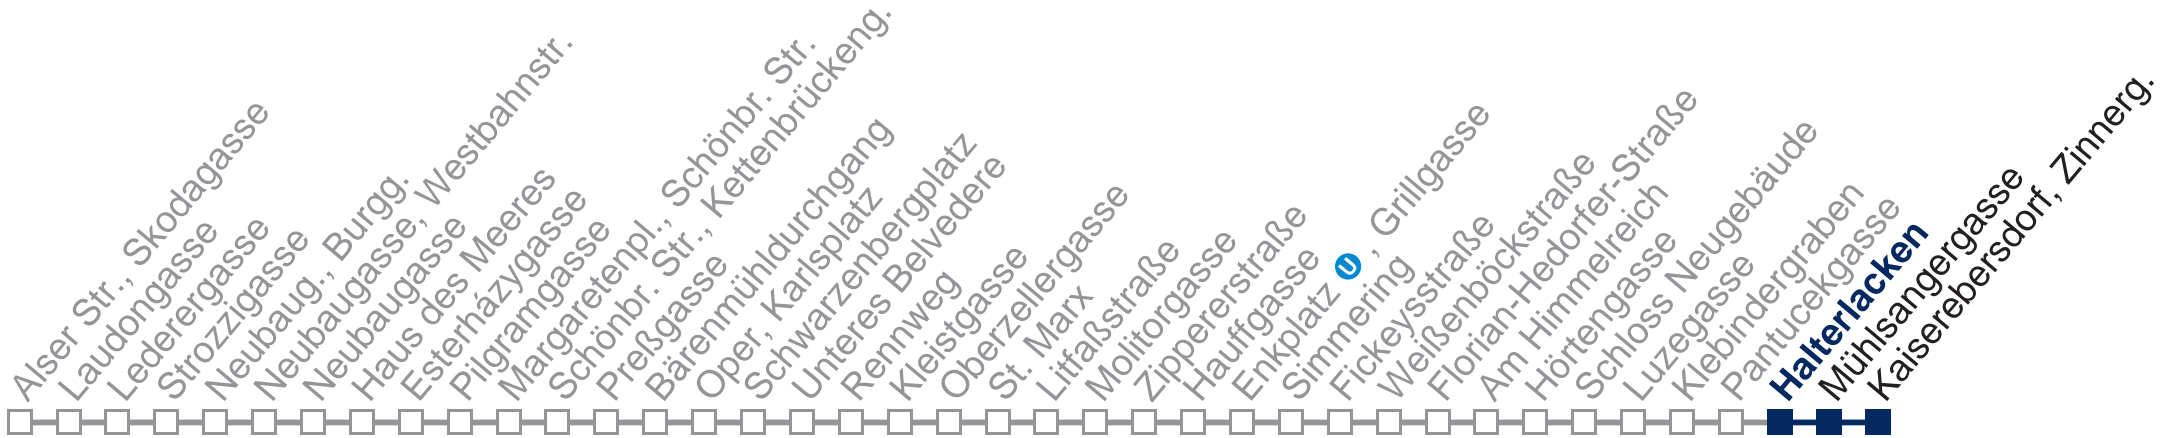 Alser Str., Skodagasse
Laudongasse
Lederergasse
Strozzigasse
Neubaug., Burgg.
Neubaugasse, Westbahnstr.
Neubaugasse
Haus des Meeres
Esterházygasse
Pilgramgasse
Margaretenpl., Schönbr. Str.
Schönbr. Str., Kettenbrückeng.
Preßgasse
Bärenmühldurchgang
Oper, Karlsplatz
Schwarzenbergplatz
Unteres Belvedere
Rennweg
Kleistgasse
Oberzellergasse
St. Marx
Litfaßstraße
Molitorgasse
Zippererstraße
Hauffgasse
Enkplatz U , Grillgasse
Simmering
Fickeysstraße
Weißenböckstraße
Florian-Hedorfer-Straße
Am Himmelreich
Hörtengasse
Schloss Neugebäude
Luzegasse
Klebindergraben
Pantucekgasse
Halterlacken
Mühlsangergasse
Kaiserebersdorf, Zinnerg.